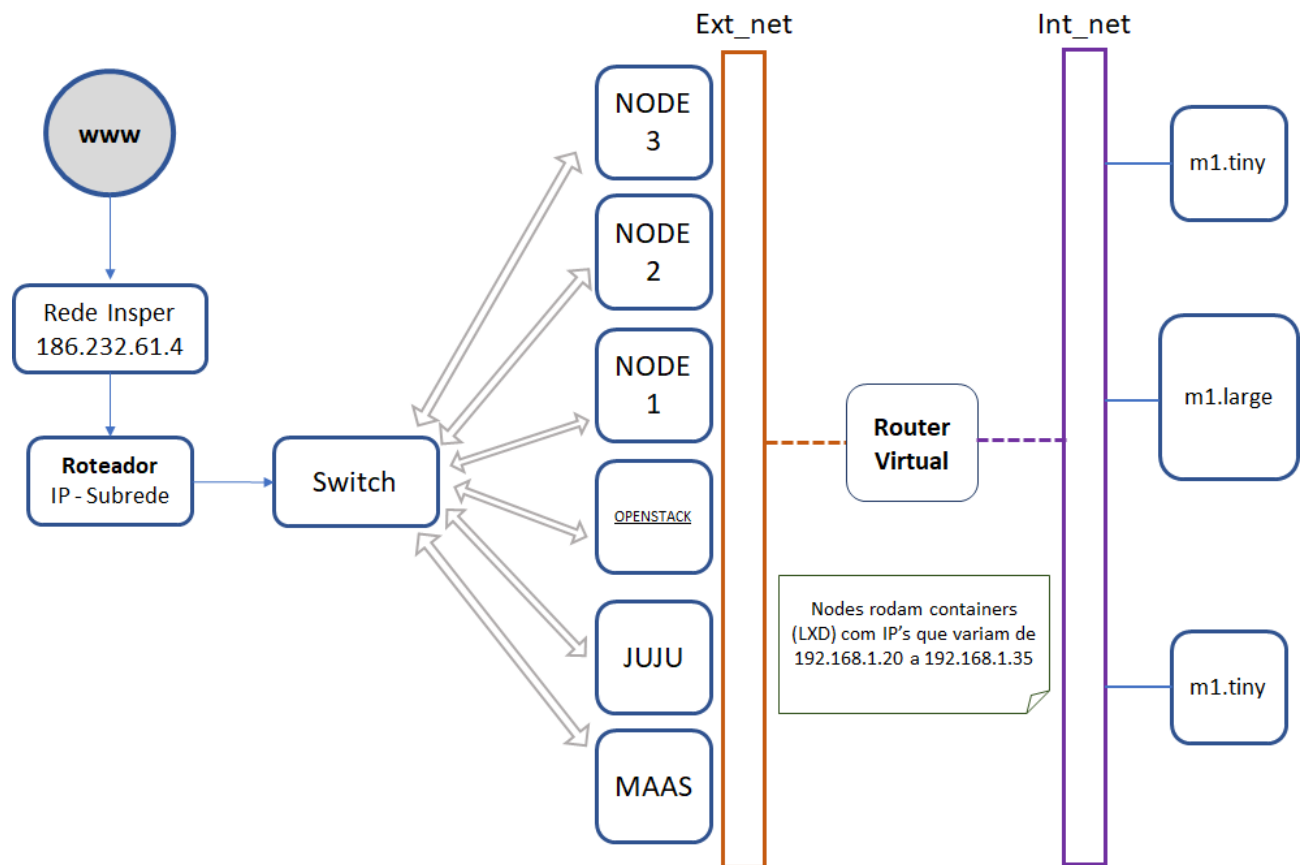 Ext_net
Int_net
www
NODE
3
m1.tiny
NODE
2
Rede Insper
186.232.61.4
NODE
1
m1.large
Router
Virtual
Roteador
IP - Subrede
Switch
OPENSTACK
Nodes rodam containers
(LXD) com IP's que variam de
192.168.1.20 a 192.168.1.35
JUJU
m1.tiny
MAAS